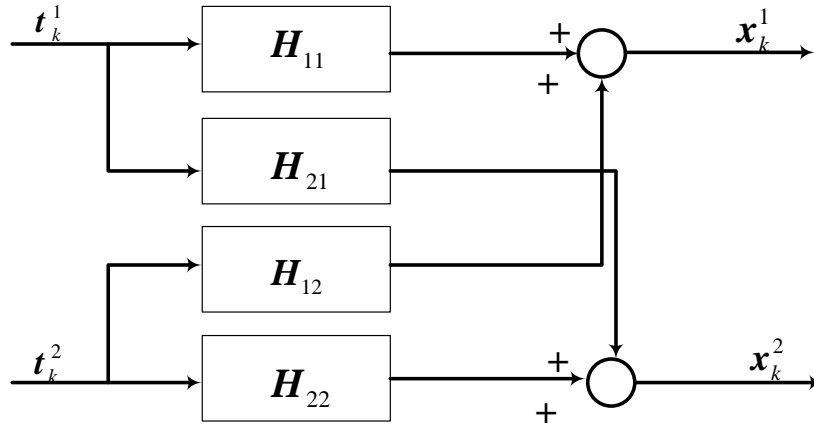 t_k^1
H_11
+
+
x_k^1
H_21
H_12
t_k^2
H_22
+
+
x_k^2